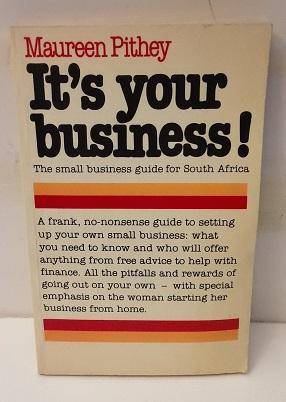 Maureen Pithey
It's your
business!
The small business guide for South Africa
A frank, no-nonsense guide to setting
up your own small business: what
you need to know and who will offer
anything from free advice to help with
finance. All the pitfalls and rewards of
going out on your own – with special
emphasis on the woman starting her
business from home.